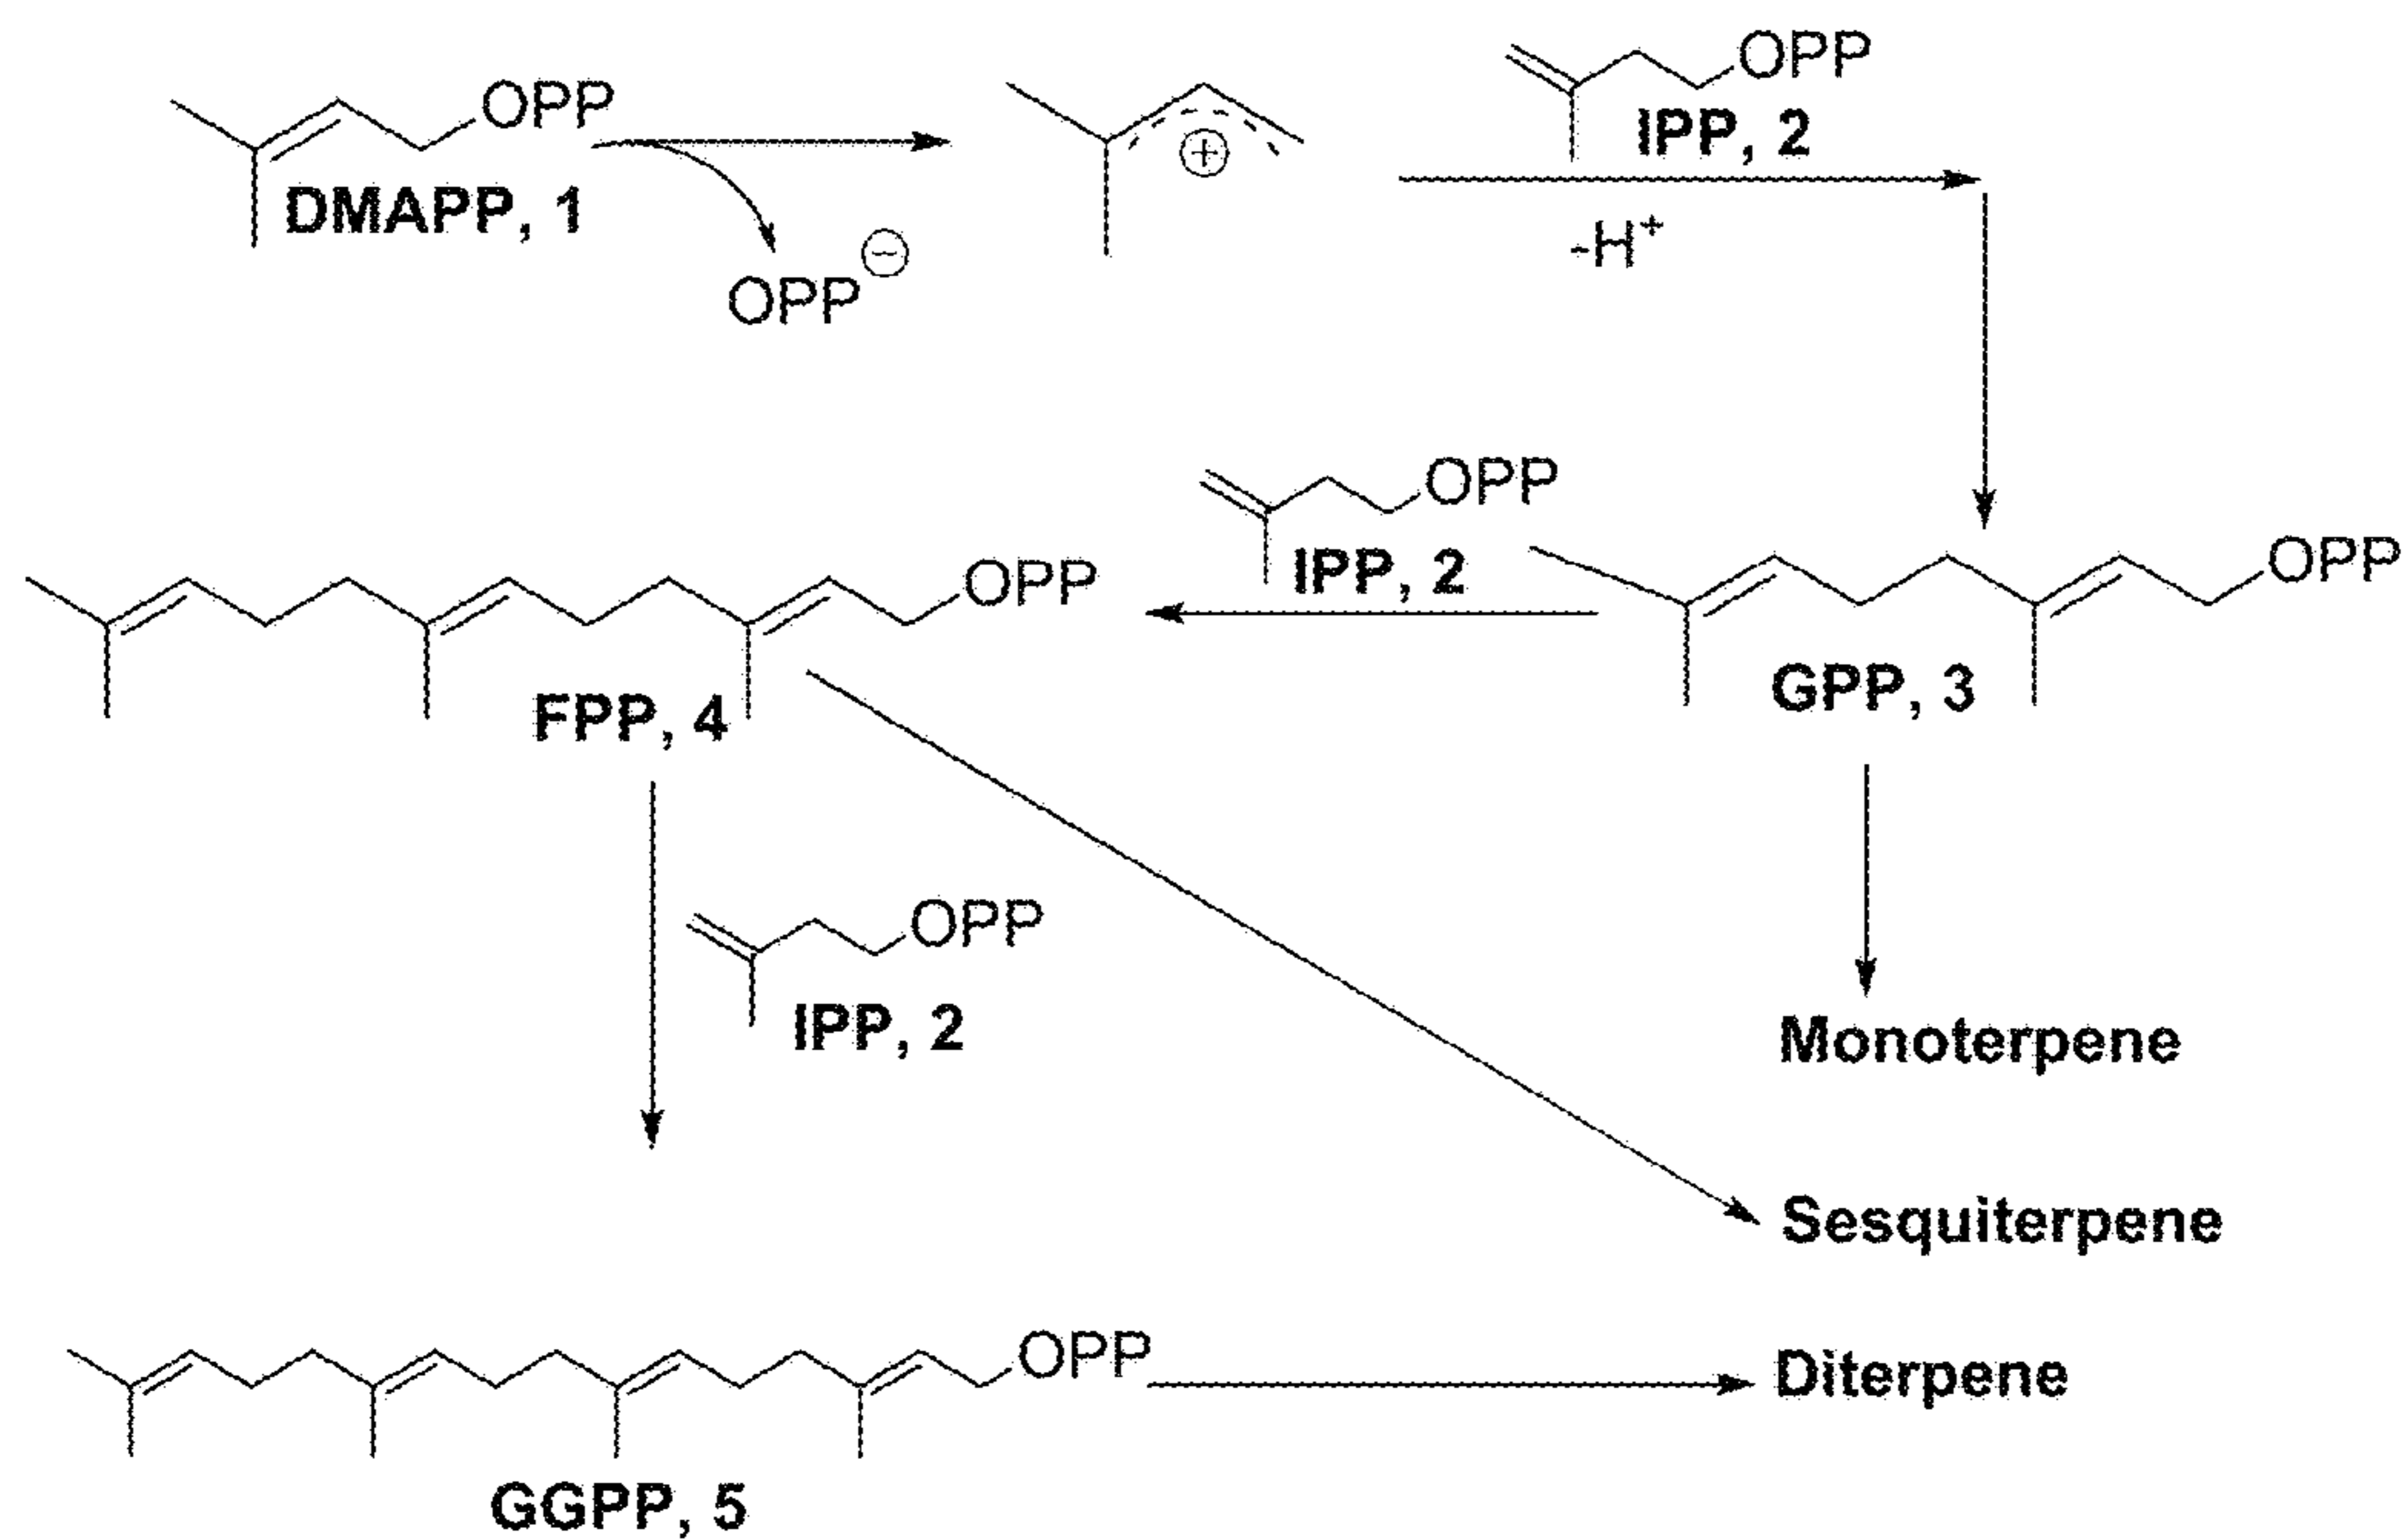 OPP
DMAPP, 1
OPP⊖
⊕
OPP
IPP, 2
-H⁺
OPP
IPP, 2
OPP
FPP, 4
OPP
GPP, 3
OPP
IPP, 2
Monoterpene
Sesquiterpene
OPP
Diterpene
GGPP, 5